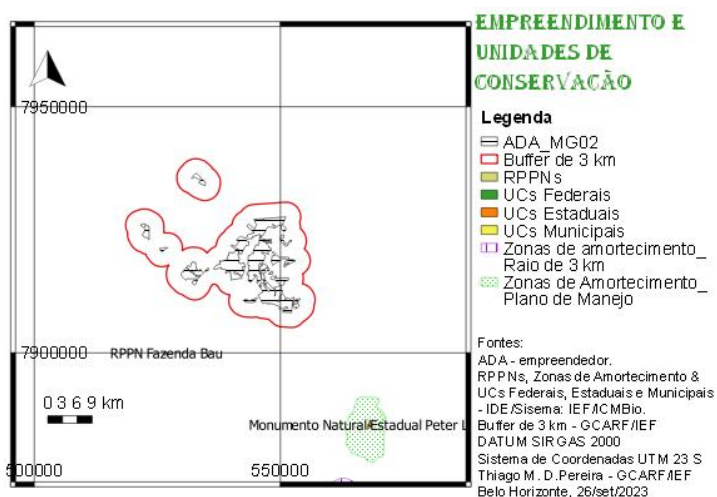 EMPREENDIMENTO E
UNIDADES DE
CONSERVAÇÃO
Legenda
ADA_MG02
Buffer de 3 km
RPPNs
UCs Federais
UCs Estaduais
UCs Municipais
Zonas de amortecimento_
Raio de 3 km
Zonas de Amortecimento_
Plano de Manejo
Fontes:
ADA - empreendedor.
RPPNs, Zonas de Amortecimento &
UCs Federais, Estaduais e Municipais
- IDE/Sisema: IEF/ICMBio.
Buffer de 3 km - GCARF/IEF
DATUM SIRGAS 2000
Sistema de Coordenadas UTM 23 S
Thiago M. D.Pereira - GCARF/IEF
Belo Horizonte, 26/set/2023
7950000
7900000
RPPN Fazenda Bau
0 3 6 9 km
Monumento Natural Estadual Peter L
500000
550000